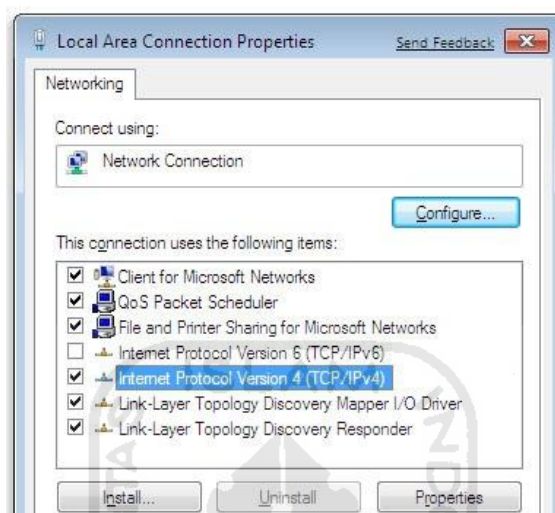 Local Area Connection Properties Send Feedback
Networking
Connect using:
Network Connection
Configure...
This connection uses the following items:
Client for Microsoft Networks
QoS Packet Scheduler
File and Printer Sharing for Microsoft Networks
Internet Protocol Version 6 (TCP/IPv6)
Internet Protocol Version 4 (TCP/IPv4)
Link-Layer Topology Discovery Mapper I/O Driver
Link-Layer Topology Discovery Responder
ISLAM
Install... Uninstall Properties